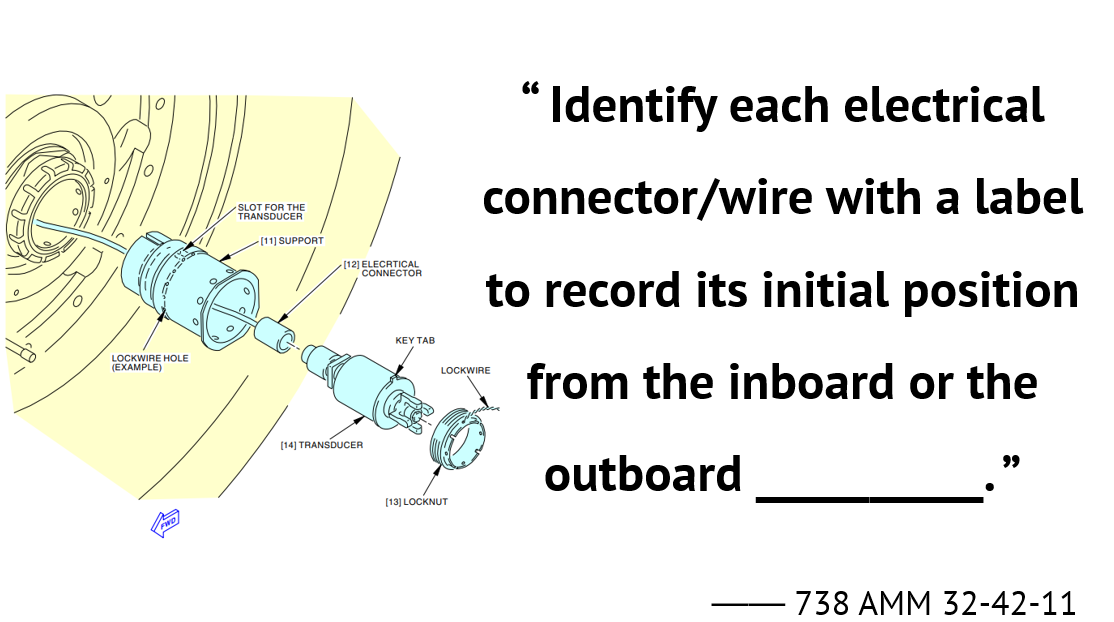 SLOT FOR THE
TRANSDUCER
[11] SUPPORT
[12] ELECRTICAL
CONNECTOR
LOCKWIRE HOLE
(EXAMPLE)
KEY TAB
LOCKWIRE
[14] TRANSDUCER
[13] LOCKNUT
FWD
“ Identify each electrical
connector/wire with a label
to record its initial position
from the inboard or the
outboard __________. ”
—— 738 AMM 32-42-11